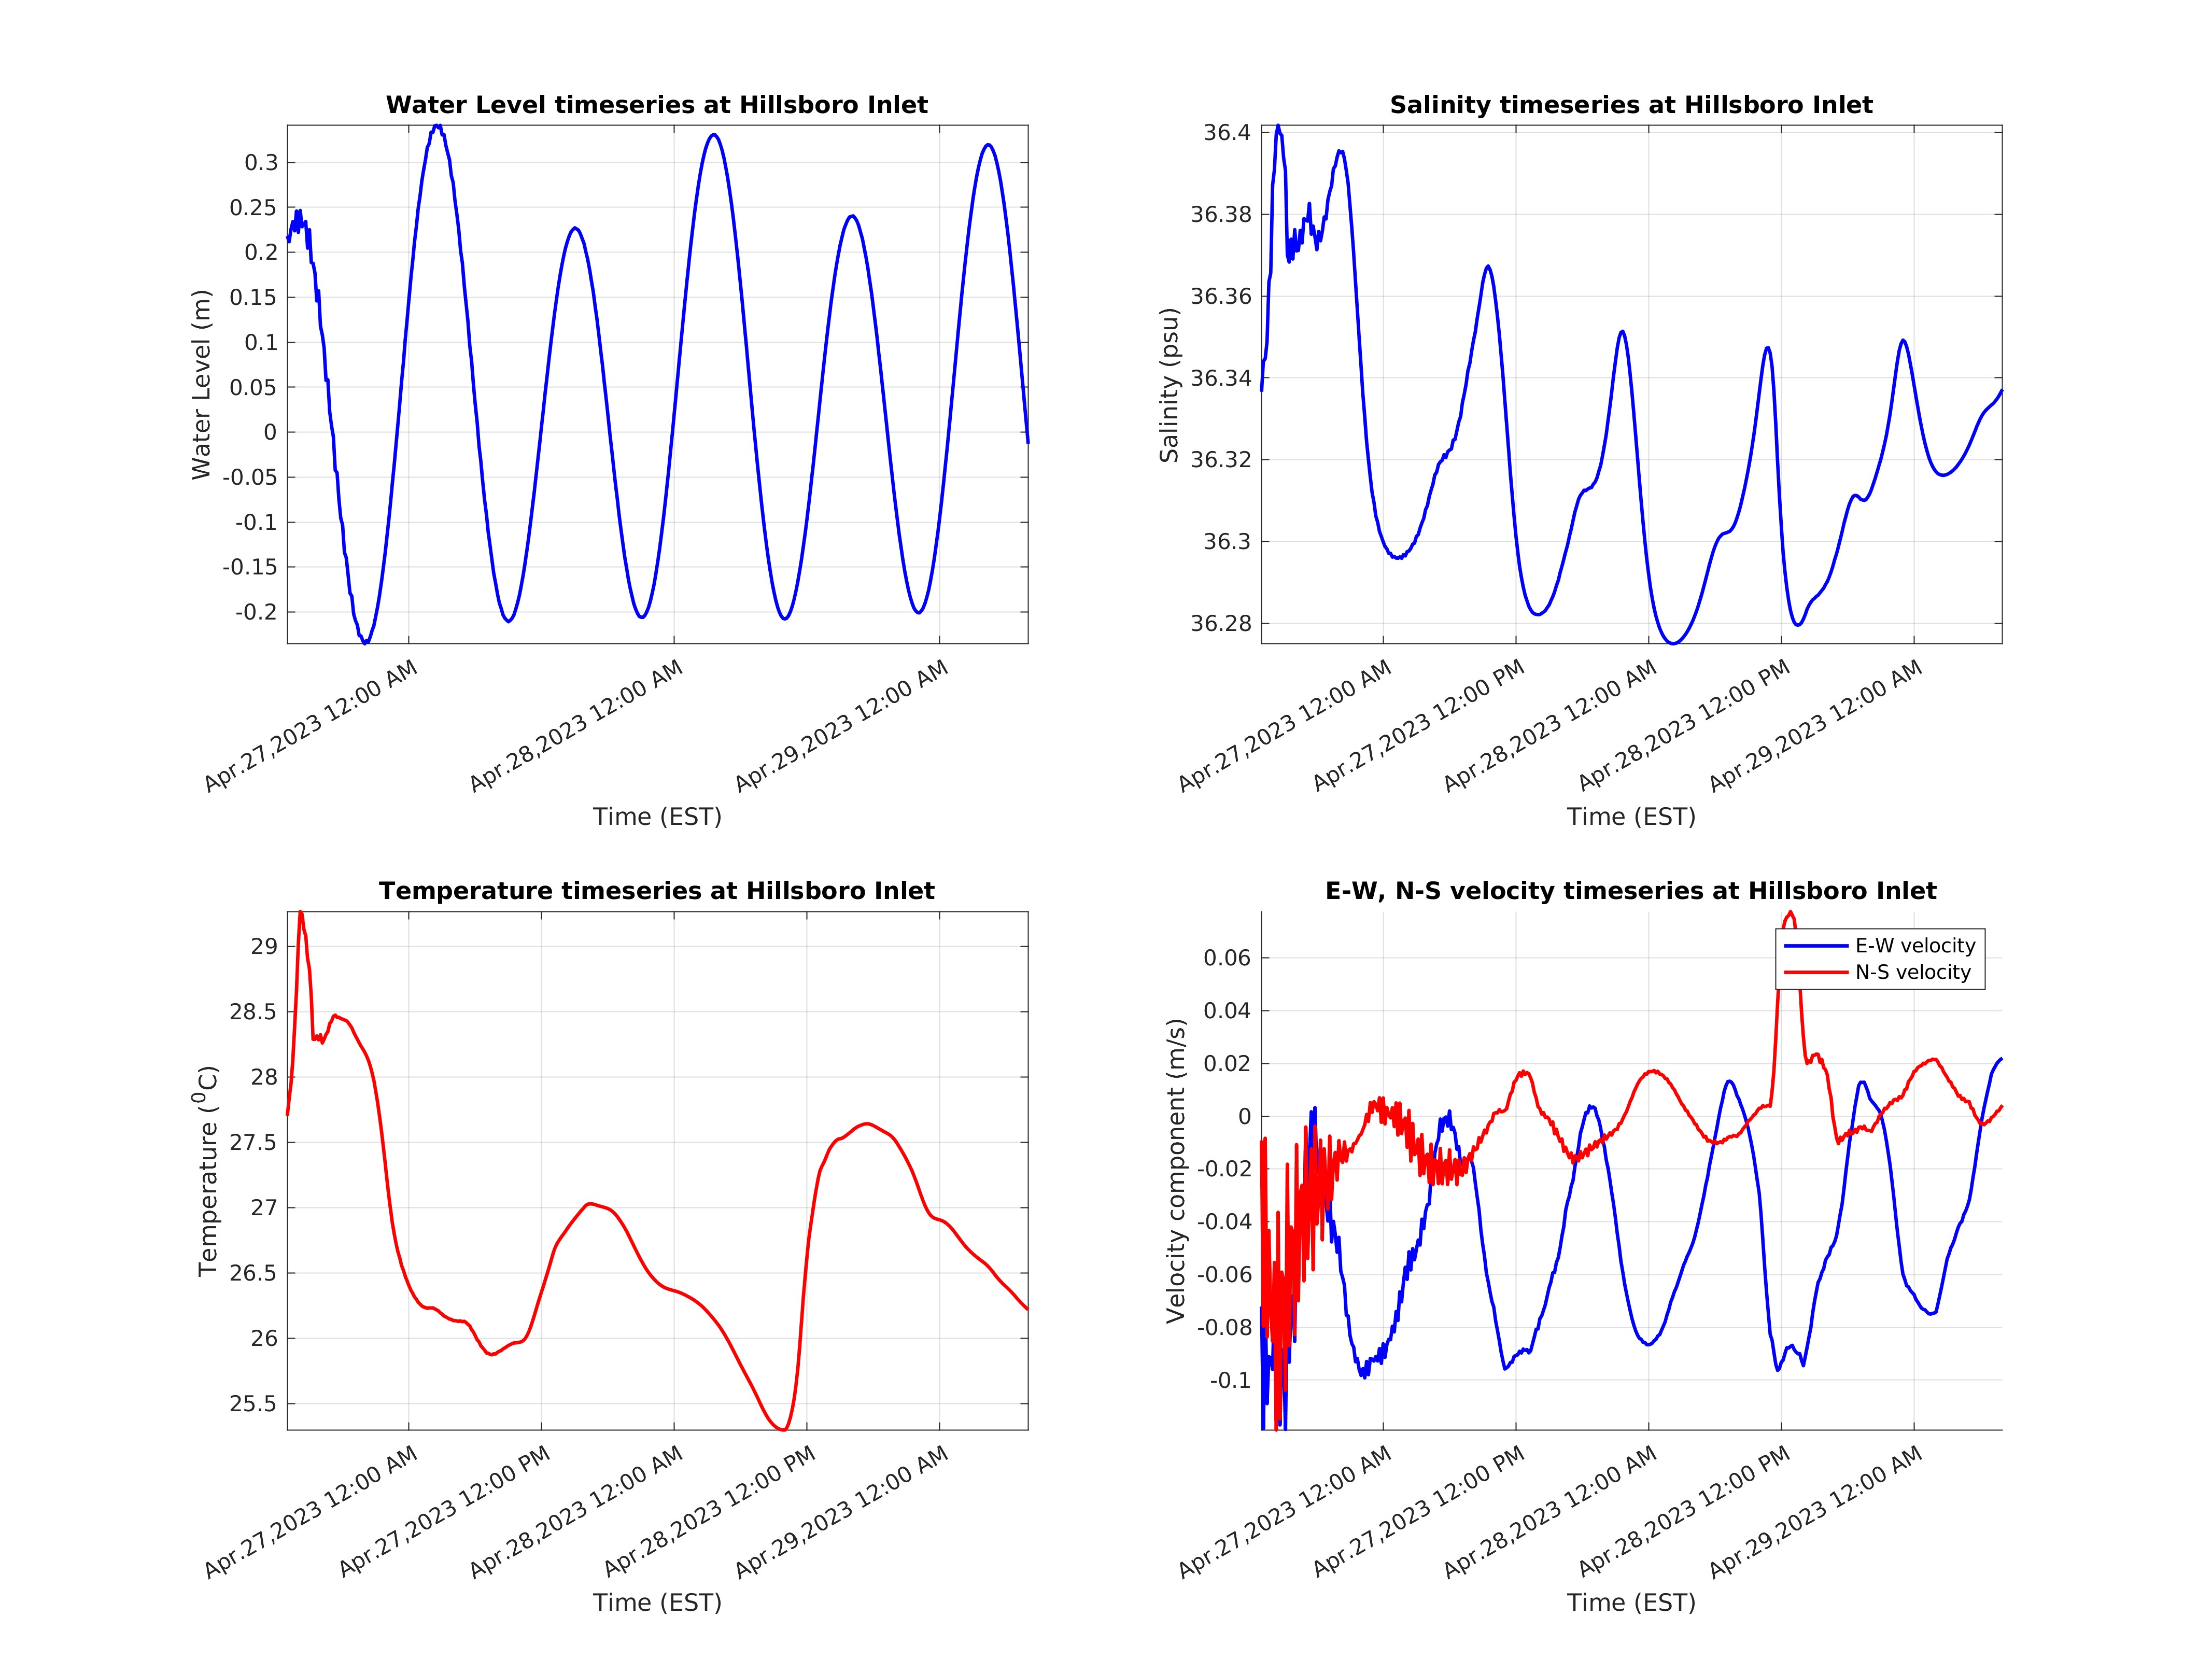 Water Level timeseries at Hillsboro Inlet
Water Level (m)
0.3
0.25
0.2
0.15
0.1
0.05
0
-0.05
-0.1
-0.15
-0.2
Apr.27,2023 12:00 AM
Apr.28,2023 12:00 AM
Apr.29,2023 12:00 AM
Time (EST)
Salinity timeseries at Hillsboro Inlet
Salinity (psu)
36.4
36.38
36.36
36.34
36.32
36.3
36.28
Apr.27,2023 12:00 AM
Apr.27,2023 12:00 PM
Apr.28,2023 12:00 AM
Apr.28,2023 12:00 PM
Apr.29,2023 12:00 AM
Time (EST)
Temperature timeseries at Hillsboro Inlet
Temperature (⁰C)
29
28.5
28
27.5
27
26.5
26
25.5
Apr.27,2023 12:00 AM
Apr.27,2023 12:00 PM
Apr.28,2023 12:00 AM
Apr.28,2023 12:00 PM
Apr.29,2023 12:00 AM
Time (EST)
E-W, N-S velocity timeseries at Hillsboro Inlet
E-W velocity
N-S velocity
Velocity component (m/s)
0.06
0.04
0.02
0
-0.02
-0.04
-0.06
-0.08
-0.1
Apr.27,2023 12:00 AM
Apr.27,2023 12:00 PM
Apr.28,2023 12:00 AM
Apr.28,2023 12:00 PM
Apr.29,2023 12:00 AM
Time (EST)